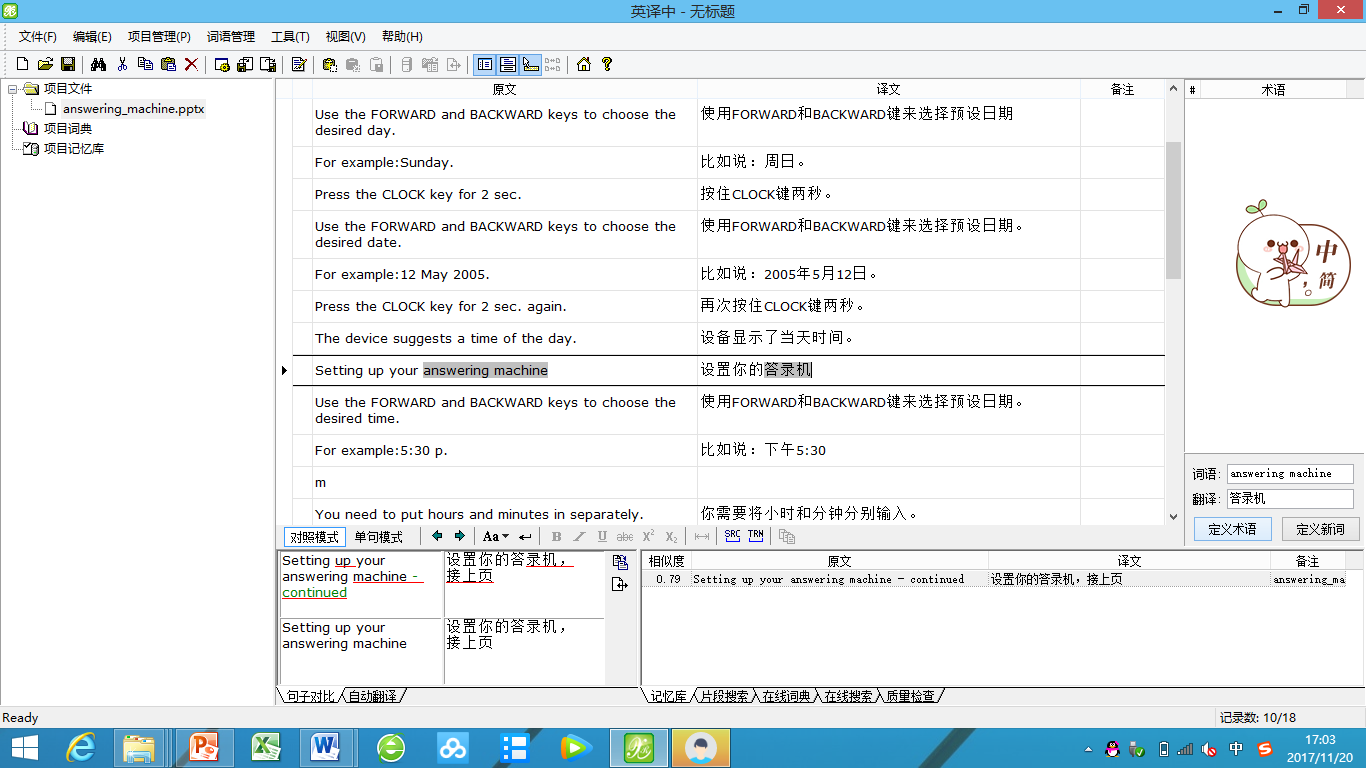 英译中 - 无标题
文件(F) 编辑(E) 项目管理(P) 词语管理 工具(T) 视图(V) 帮助(H)
项目文件
answering_machine.pptx
项目词典
项目记忆库
原文 译文 备注
Use the FORWARD and BACKWARD keys to choose the
desired day.
使用FORWARD和BACKWARD键来选择预设日期
For example:Sunday.
比如说：周日。
Press the CLOCK key for 2 sec.
按住CLOCK键两秒。
Use the FORWARD and BACKWARD keys to choose the
desired date.
使用FORWARD和BACKWARD键来选择预设日期。
For example:12 May 2005.
比如说：2005年5月12日。
Press the CLOCK key for 2 sec. again.
再次按住CLOCK键两秒。
The device suggests a time of the day.
设备显示了当天时间。
Setting up your answering machine
设置你的答录机
Use the FORWARD and BACKWARD keys to choose the
desired time.
使用FORWARD和BACKWARD键来选择预设日期。
For example:5:30 p.
比如说：下午5:30
m
You need to put hours and minutes in separately.
你需要将小时和分钟分别输入。
# 术语
中
，简
词语: answering machine
翻译: 答录机
定义术语 定义新词
对照模式 单句模式 Aa B I U abc X² X₂ SRC TRN
Setting up your
answering machine -
continued
设置你的答录机，
接上页
Setting up your
answering machine
设置你的答录机，
接上页
句子对比 自动翻译
相似度 原文 译文 备注
0.79 Setting up your answering machine - continued 设置你的答录机，接上页 answering_ma
记忆库 片段搜索 在线词典 在线搜索 质量检查
Ready 记录数: 10/18
中
17:03
2017/11/20